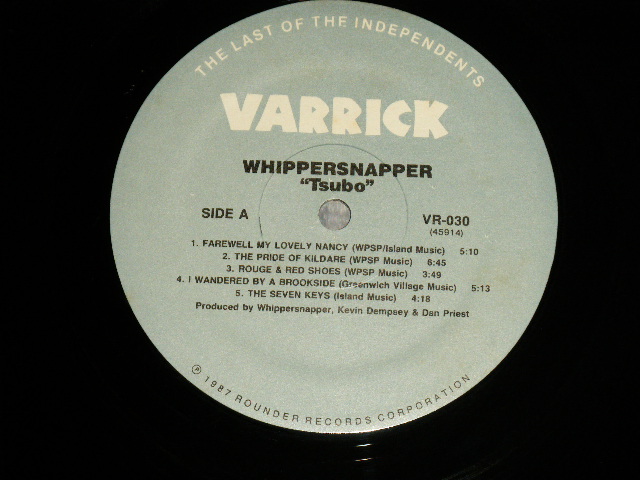 THE LAST OF THE INDEPENDENTS
VARRICK
WHIPPERSNAPPER
"Tsubo"
SIDE A
VR-030
(45914)
1. FAREWELL MY LOVELY NANCY (WPSP/Island Music) 5:10
2. THE PRIDE OF KILDARE (WPSP Music) 6:45
3. ROUGE & RED SHOES (WPSP Music) 3:49
4. I WANDERED BY A BROOKSIDE (Greenwich Village Music) 5:13
5. THE SEVEN KEYS (Island Music) 4:18
Produced by Whippersnapper, Kevin Dempsey & Dan Priest
℗ 1987 ROUNDER RECORDS CORPORATION